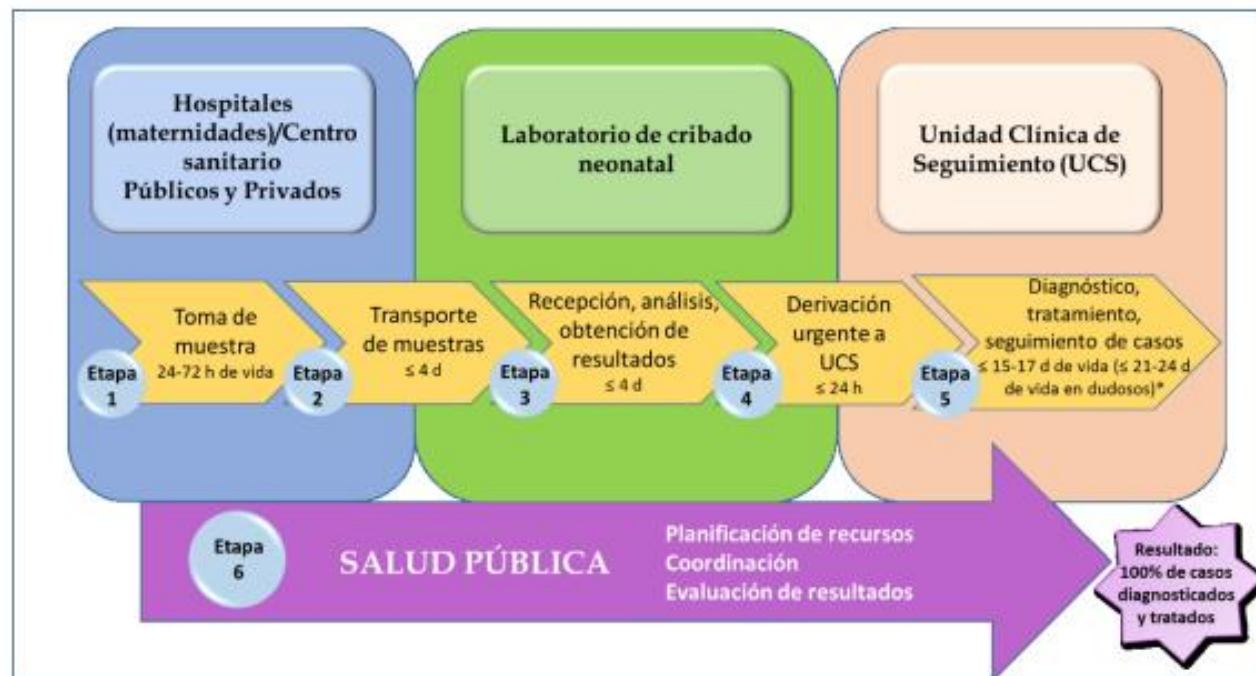 Hospitales
(maternidades)/Centro
sanitario
Públicos y Privados
Laboratorio de cribado
neonatal
Unidad Clínica de
Seguimiento (UCS)
Etapa
1
Toma de
muestra
24-72 h de vida
Etapa
2
Transporte
de muestras
≤ 4 d
Etapa
3
Recepción, análisis,
obtención de
resultados
≤ 4 d
Etapa
4
Derivación
urgente a
UCS
≤ 24 h
Etapa
5
Diagnóstico,
tratamiento,
seguimiento de casos
≤ 15-17 d de vida (≤ 21-24 d
de vida en dudosos)*
Etapa
6
SALUD PÚBLICA
Planificación de recursos
Coordinación
Evaluación de resultados
Resultado:
100% de casos
diagnosticados
y tratados